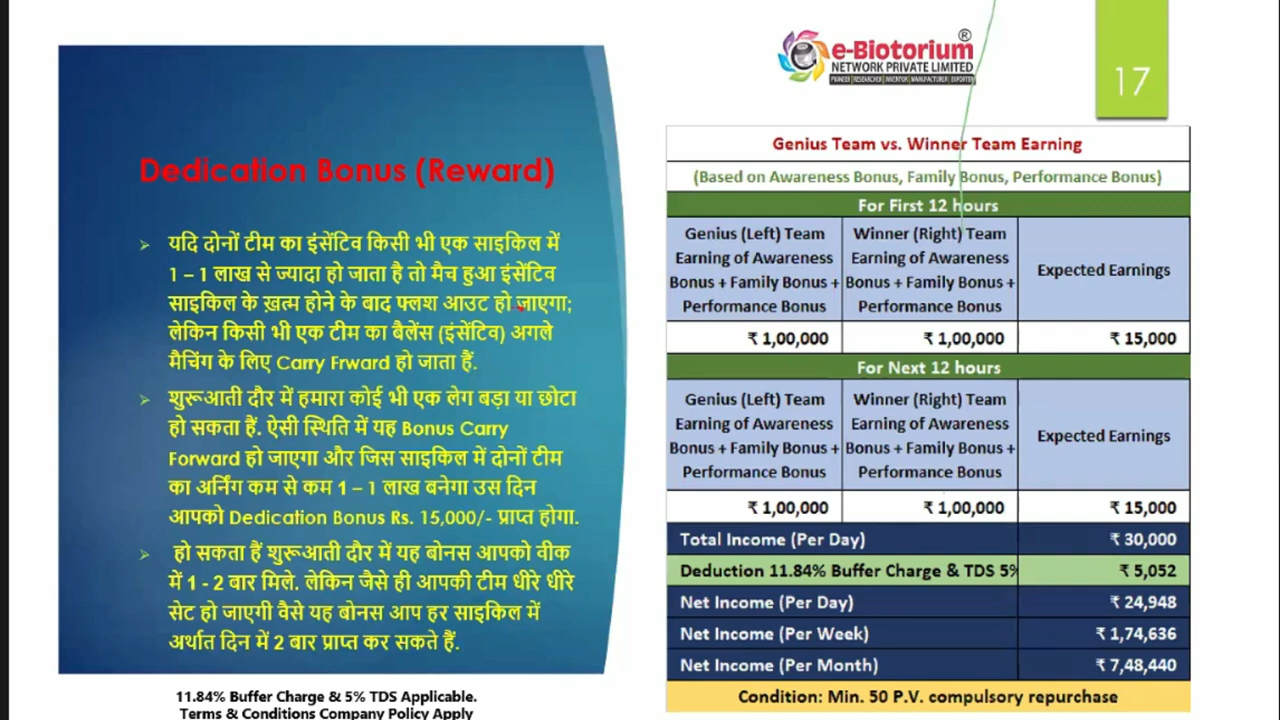 e-Biotorium®
NETWORK PRIVATE LIMITED
PIONEER | RESEARCHER | INVENTOR | MANUFACTURER | EXPORTER
17
Dedication Bonus (Reward)
➢ यदि दोनों टीम का इंसेंटिव किसी भी एक साइकिल में
1 – 1 लाख से ज्यादा हो जाता है तो मैच हुआ इंसेंटिव
साइकिल के ख़त्म होने के बाद फ्लश आउट हो जाएगा;
लेकिन किसी भी एक टीम का बैलेंस (इंसेंटिव) अगले
मैचिंग के लिए Carry Frward हो जाता हैं.
➢ शुरूआती दौर में हमारा कोई भी एक लेग बड़ा या छोटा
हो सकता हैं. ऐसी स्थिति में यह Bonus Carry
Forward हो जाएगा और जिस साइकिल में दोनों टीम
का अर्निंग कम से कम 1 – 1 लाख बनेगा उस दिन
आपको Dedication Bonus Rs. 15,000/- प्राप्त होगा.
➢ हो सकता हैं शुरूआती दौर में यह बोनस आपको वीक
में 1 - 2 बार मिले. लेकिन जैसे ही आपकी टीम धीरे धीरे
सेट हो जाएगी वैसे यह बोनस आप हर साइकिल में
अर्थात दिन में 2 बार प्राप्त कर सकते हैं.
11.84% Buffer Charge & 5% TDS Applicable.
Terms & Conditions Company Policy Apply
Genius Team vs. Winner Team Earning
(Based on Awareness Bonus, Family Bonus, Performance Bonus)
For First 12 hours
Genius (Left) Team
Earning of Awareness
Bonus + Family Bonus +
Performance Bonus
Winner (Right) Team
Earning of Awareness
Bonus + Family Bonus +
Performance Bonus
Expected Earnings
₹ 1,00,000 ₹ 1,00,000 ₹ 15,000
For Next 12 hours
Genius (Left) Team
Earning of Awareness
Bonus + Family Bonus +
Performance Bonus
Winner (Right) Team
Earning of Awareness
Bonus + Family Bonus +
Performance Bonus
Expected Earnings
₹ 1,00,000 ₹ 1,00,000 ₹ 15,000
Total Income (Per Day) ₹ 30,000
Deduction 11.84% Buffer Charge & TDS 5% ₹ 5,052
Net Income (Per Day) ₹ 24,948
Net Income (Per Week) ₹ 1,74,636
Net Income (Per Month) ₹ 7,48,440
Condition: Min. 50 P.V. compulsory repurchase